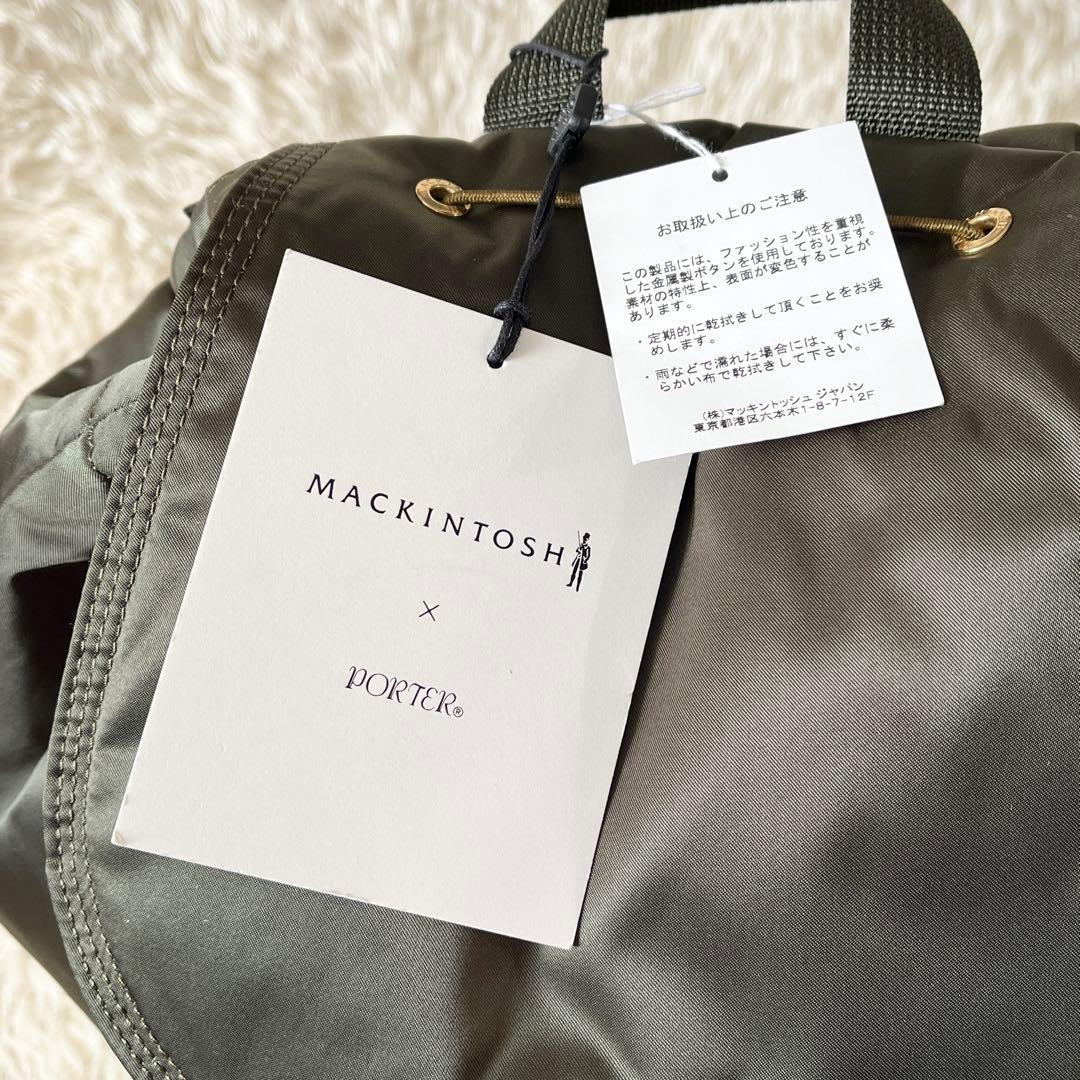 お取扱い上のご注意
この製品には、ファッション性を重視
した金属製ボタンを使用しております。
素材の特性上、表面が変色することが
あります。
・定期的に乾拭きして頂くことをお奨
めします。
・雨などで濡れた場合には、すぐに柔
らかい布で乾拭きして下さい。
(株)マッキントッシュ ジャパン
東京都港区六本木1-8-7-12F
MACKINTOSH
×
PORTER®